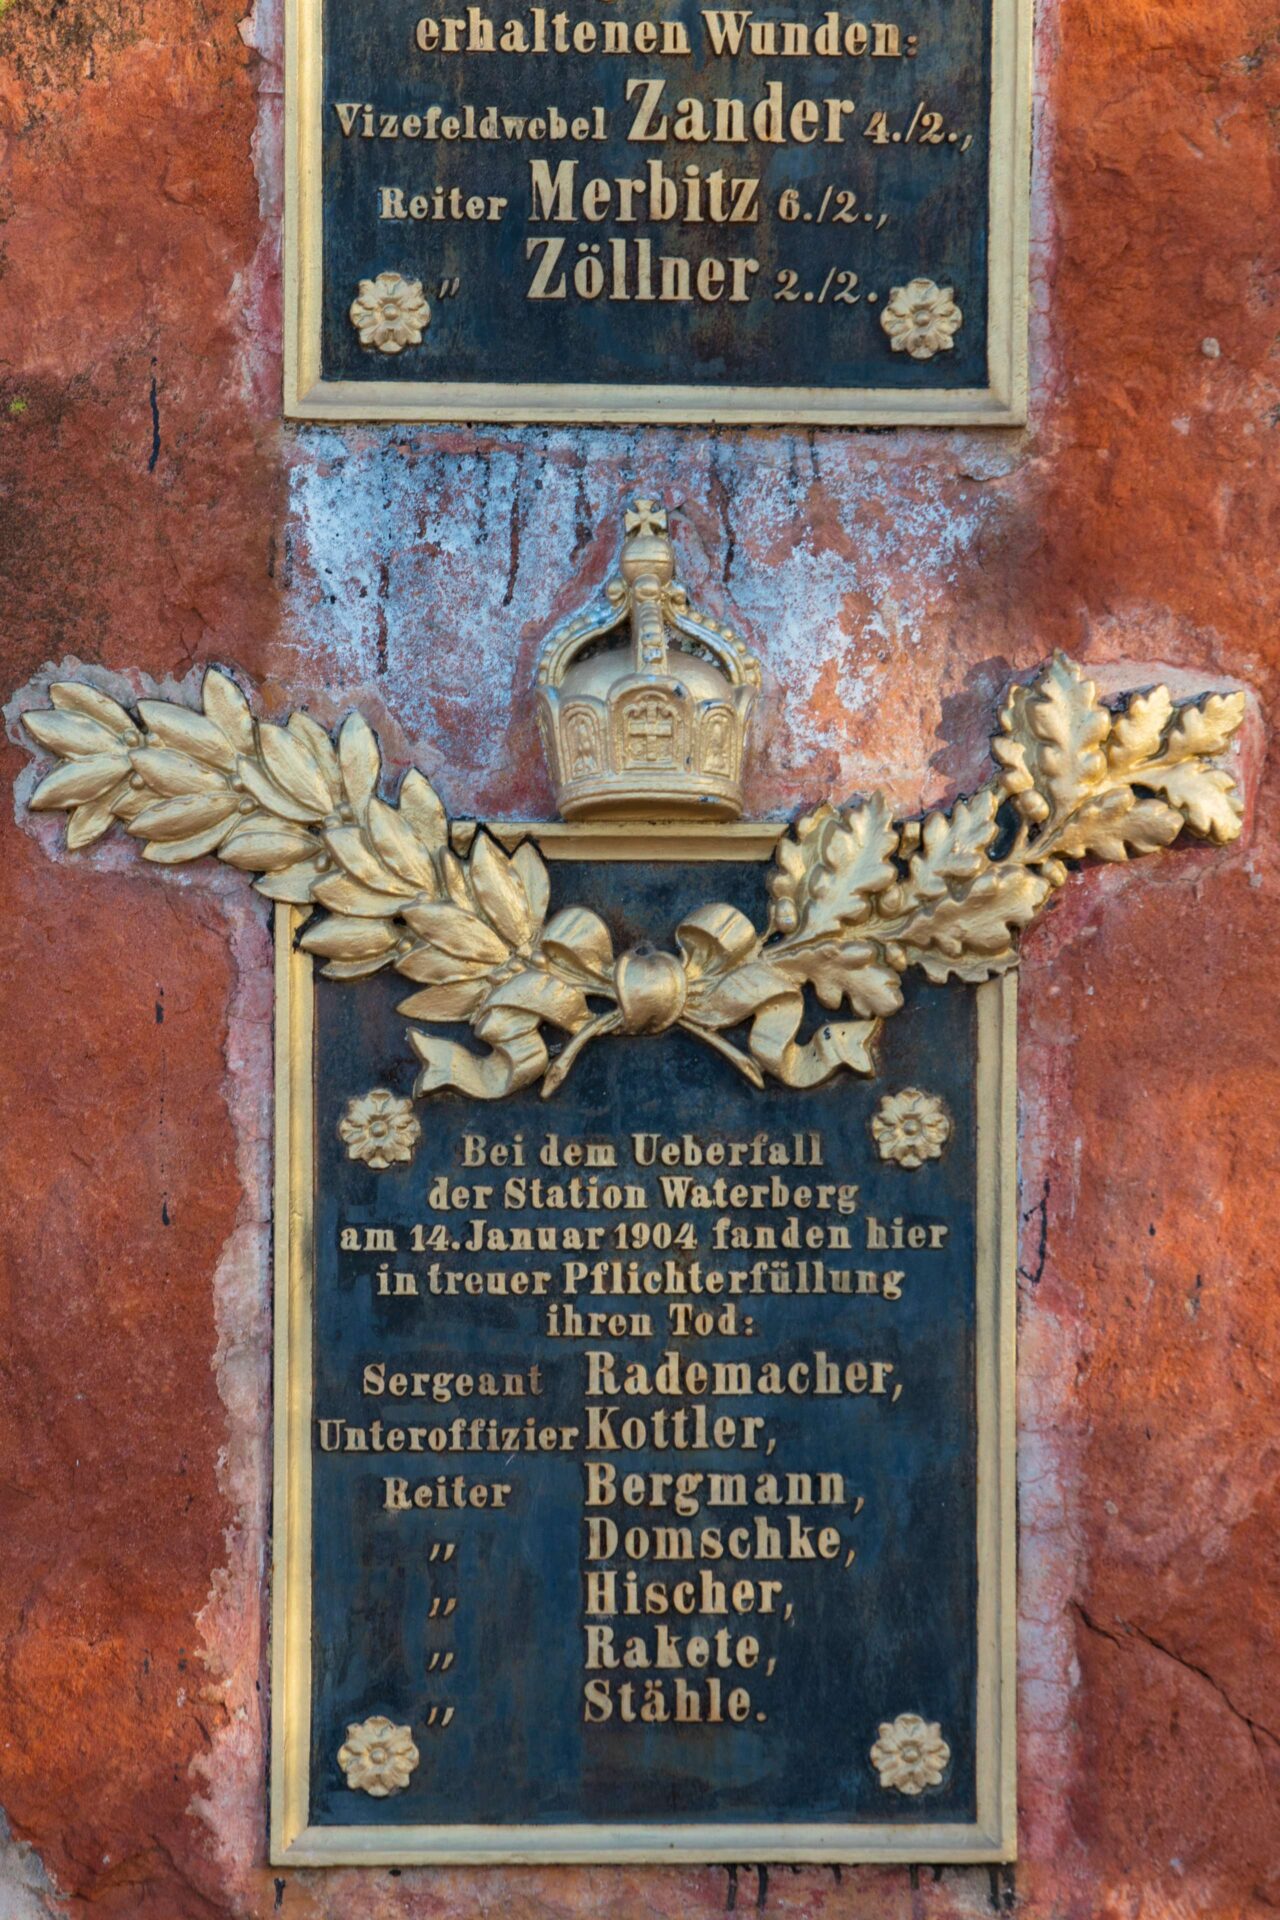 erhaltenen Wunden:
Vizefeldwebel Zander 4./2.,
Reiter Merbitz 6./2.,
〃 Zöllner 2./2.
Bei dem Ueberfall
der Station Waterberg
am 14. Januar 1904 fanden hier
in treuer Pflichterfüllung
ihren Tod:
Sergeant Rademacher,
Unteroffizier Kottler,
Reiter Bergmann,
〃 Domschke,
〃 Hischer,
〃 Rakete,
〃 Stähle.